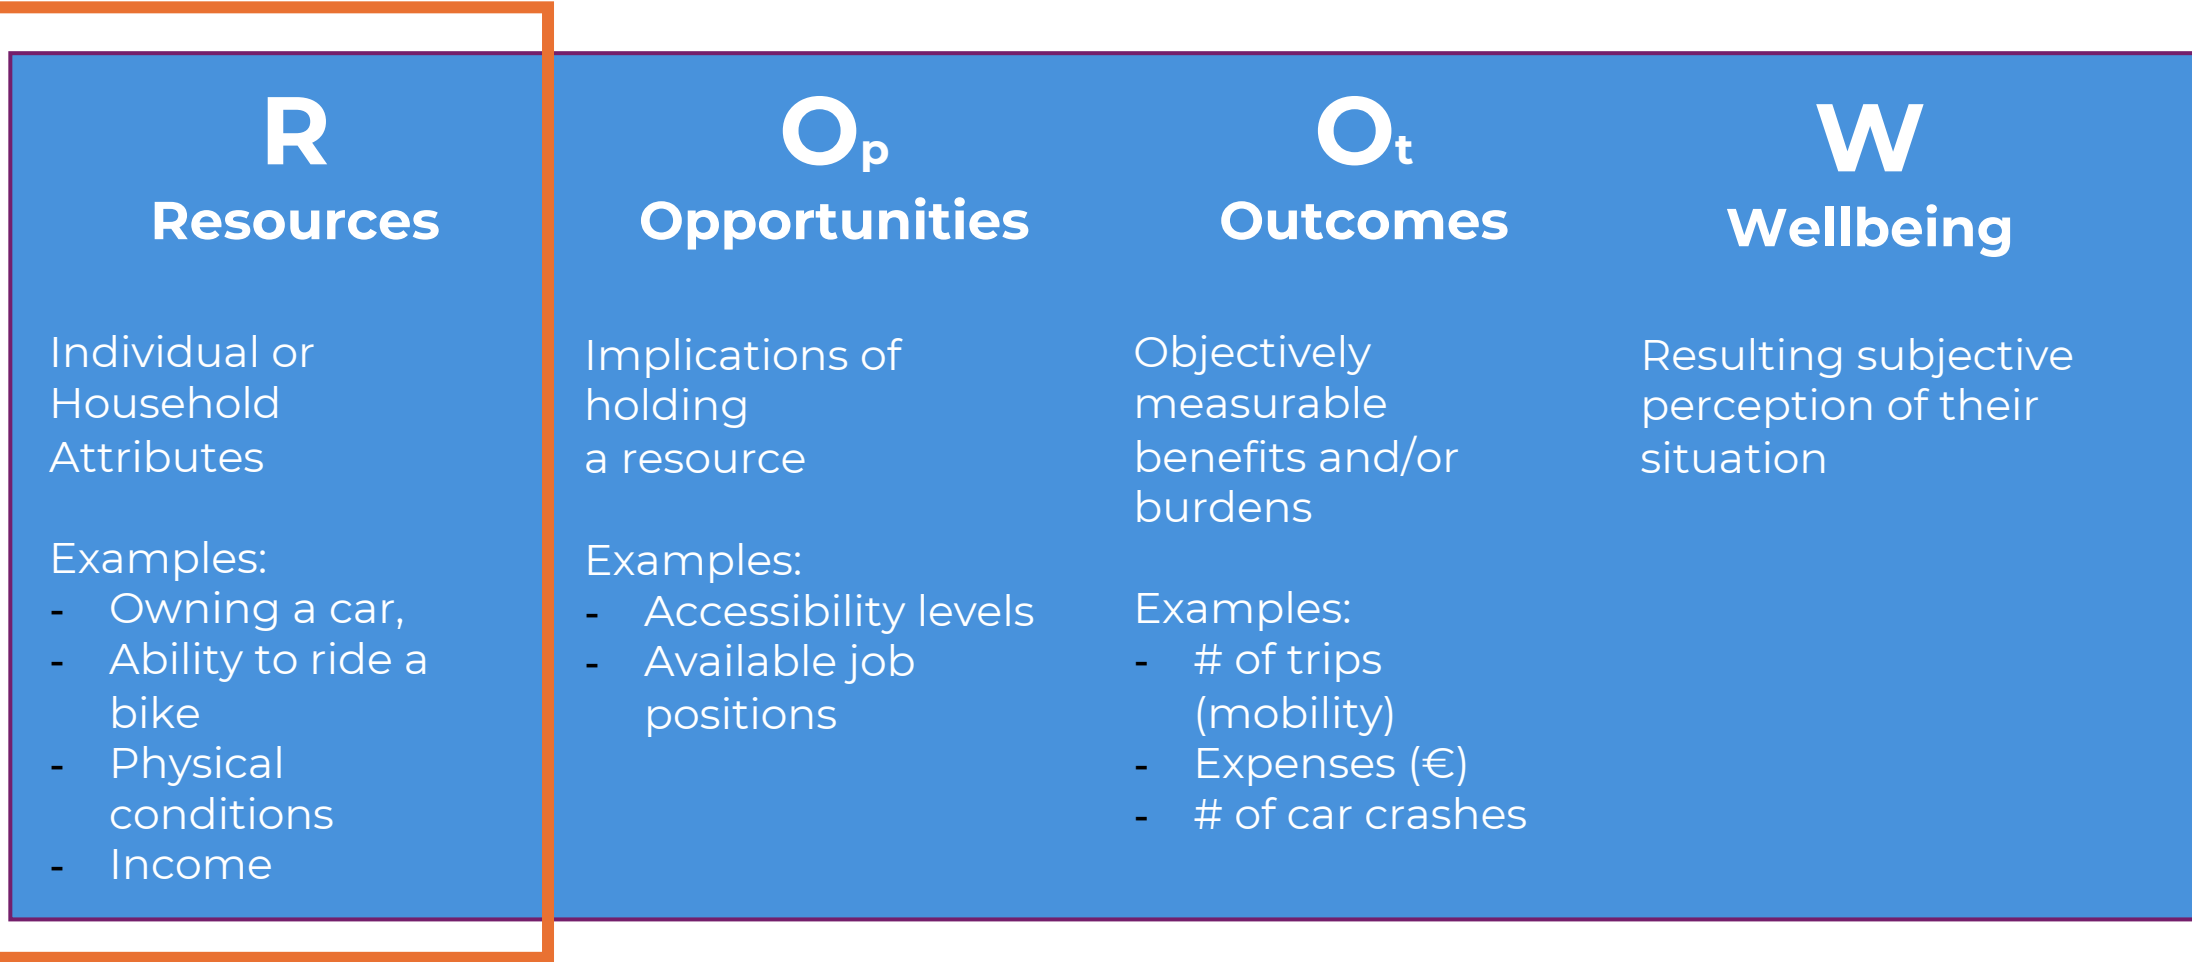 R
Resources
Individual or
Household
Attributes
Examples:
- Owning a car,
- Ability to ride a
bike
- Physical
conditions
- Income
Op
Opportunities
Implications of
holding
a resource
Examples:
- Accessibility levels
- Available job
positions
Ot
Outcomes
Objectively
measurable
benefits and/or
burdens
Examples:
- # of trips
(mobility)
- Expenses (€)
- # of car crashes
W
Wellbeing
Resulting subjective
perception of their
situation